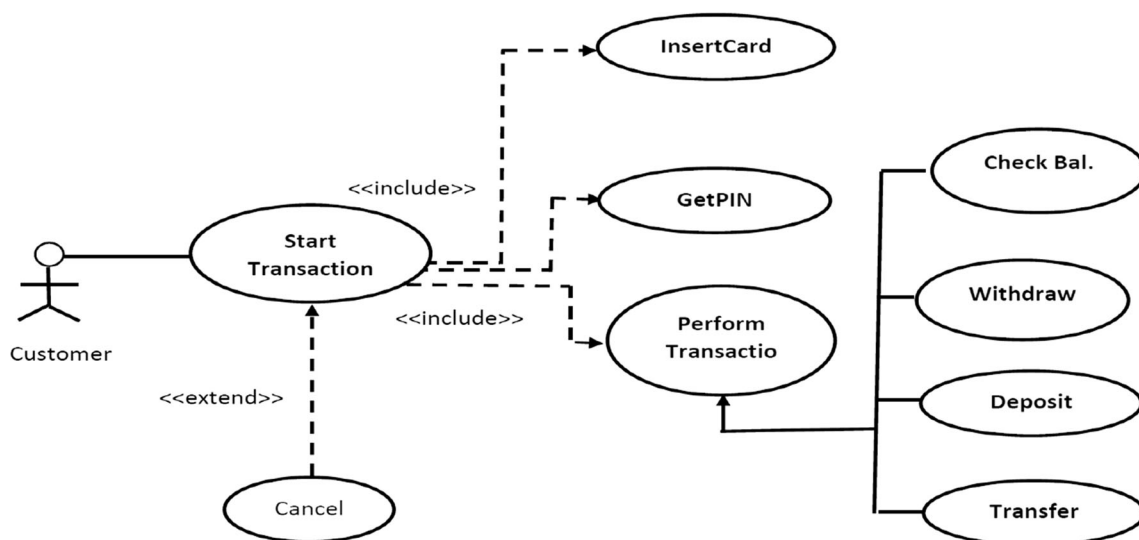 InsertCard
Check Bal.
<<include>>
GetPIN
Start
Transaction
Withdraw
<<include>>
Perform
Transactio
Customer
<<extend>>
Deposit
Cancel
Transfer